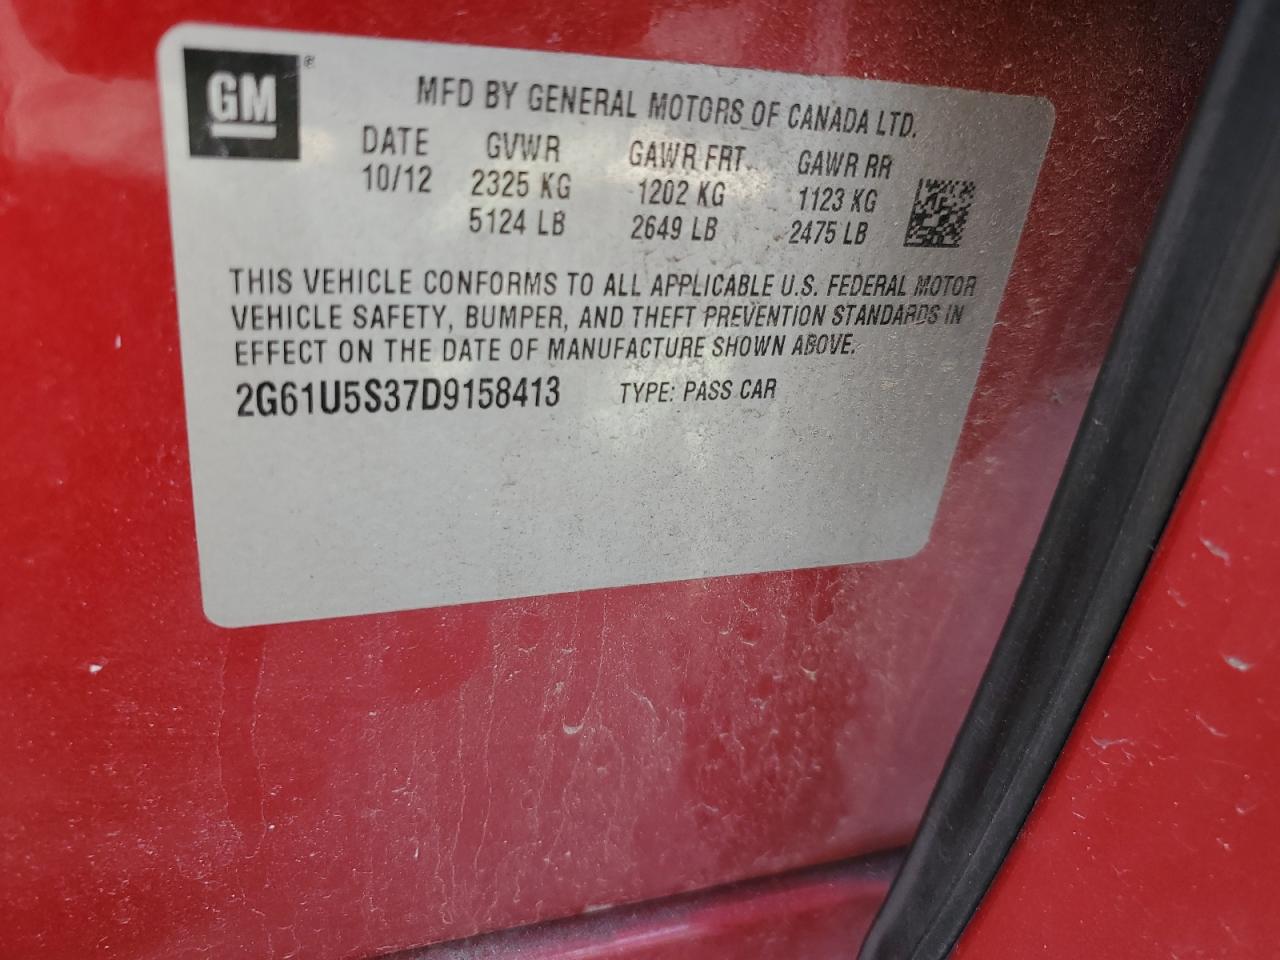 GM®
MFD BY GENERAL MOTORS OF CANADA LTD.
DATE GVWR GAWR FRT. GAWR RR
10/12 2325 KG 1202 KG 1123 KG
5124 LB 2649 LB 2475 LB
THIS VEHICLE CONFORMS TO ALL APPLICABLE U.S. FEDERAL MOTOR
VEHICLE SAFETY, BUMPER, AND THEFT PREVENTION STANDARDS IN
EFFECT ON THE DATE OF MANUFACTURE SHOWN ABOVE.
2G61U5S37D9158413 TYPE: PASS CAR